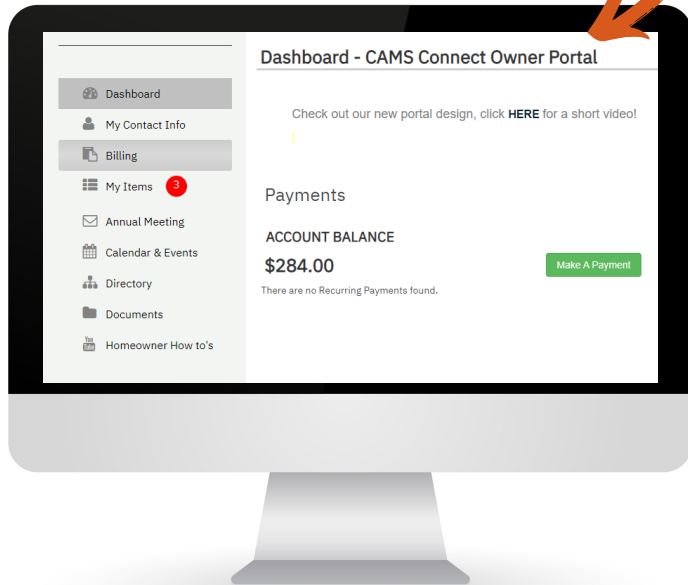 Dashboard - CAMS Connect Owner Portal
Dashboard
My Contact Info
Billing
My Items 3
Annual Meeting
Calendar & Events
Directory
Documents
You Tube Homeowner How to's
Check out our new portal design, click HERE for a short video!
Payments
ACCOUNT BALANCE
$284.00
Make A Payment
There are no Recurring Payments found.